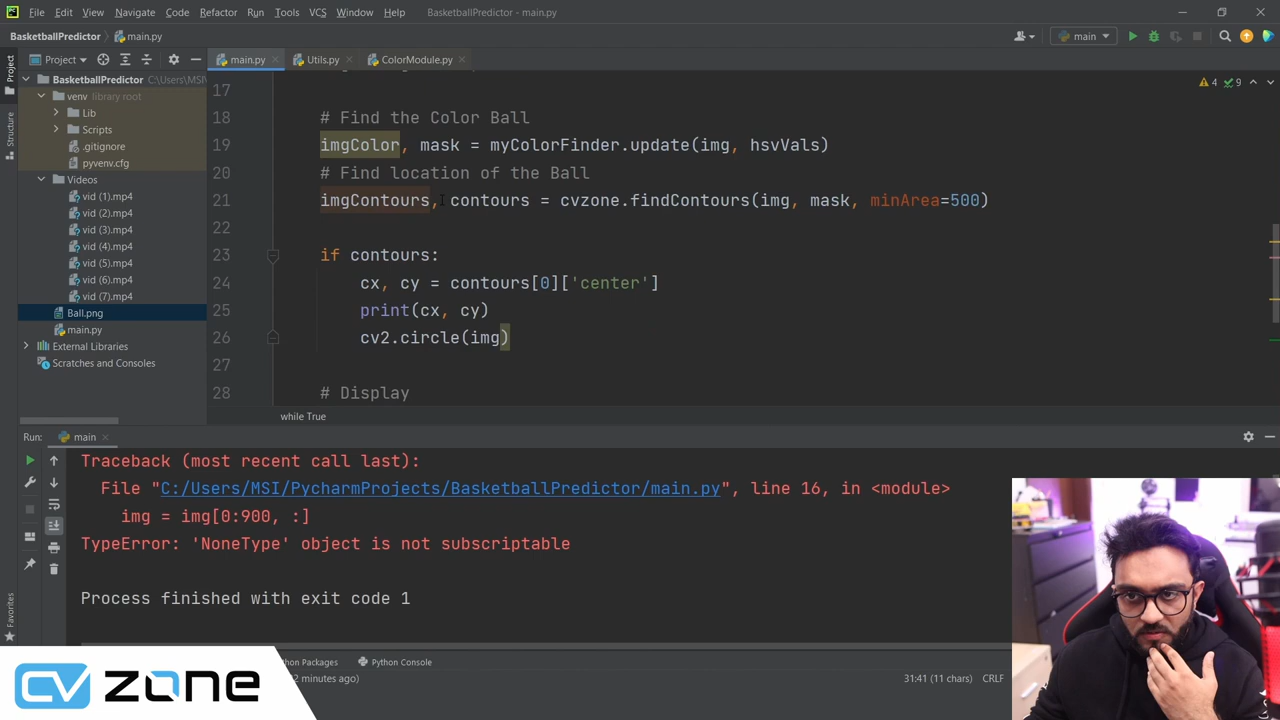 File Edit View Navigate Code Refactor Run Tools VCS Window Help BasketballPredictor - main.py
BasketballPredictor main.py main
Project main.py Utils.py ColorModule.py
Project
Structure
Favorites
BasketballPredictor C:\Users\MSI\
venv library root
Lib
Scripts
.gitignore
pyvenv.cfg
Videos
vid (1).mp4
vid (2).mp4
vid (3).mp4
vid (4).mp4
vid (5).mp4
vid (6).mp4
vid (7).mp4
Ball.png
main.py
External Libraries
Scratches and Consoles
4 9
17
18 # Find the Color Ball
19 imgColor, mask = myColorFinder.update(img, hsvVals)
20 # Find location of the Ball
21 imgContours, contours = cvzone.findContours(img, mask, minArea=500)
22
23 if contours:
24 cx, cy = contours[0]['center']
25 print(cx, cy)
26 cv2.circle(img)
27
28 # Display
while True
Run: main
Traceback (most recent call last):
File "C:/Users/MSI/PycharmProjects/BasketballPredictor/main.py", line 16, in <module>
img = img[0:900, :]
TypeError: 'NoneType' object is not subscriptable
Process finished with exit code 1
Packages Python Console
2 minutes ago) 31:41 (11 chars) CRLF
CV ZONE